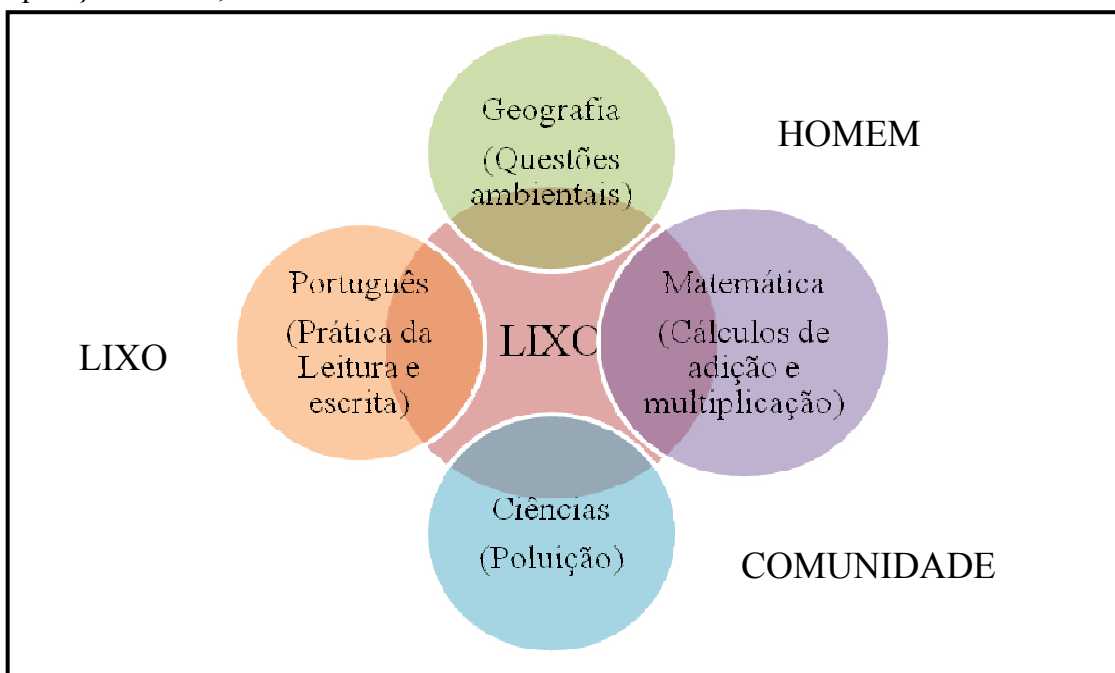 Geografia
(Questões
ambientais)
HOMEM
Português
(Prática da
Leitura e
escrita)
LIXO
LIXO
Matemática
(Cálculos de
adição e
multiplicação)
Ciências
(Poluição)
COMUNIDADE